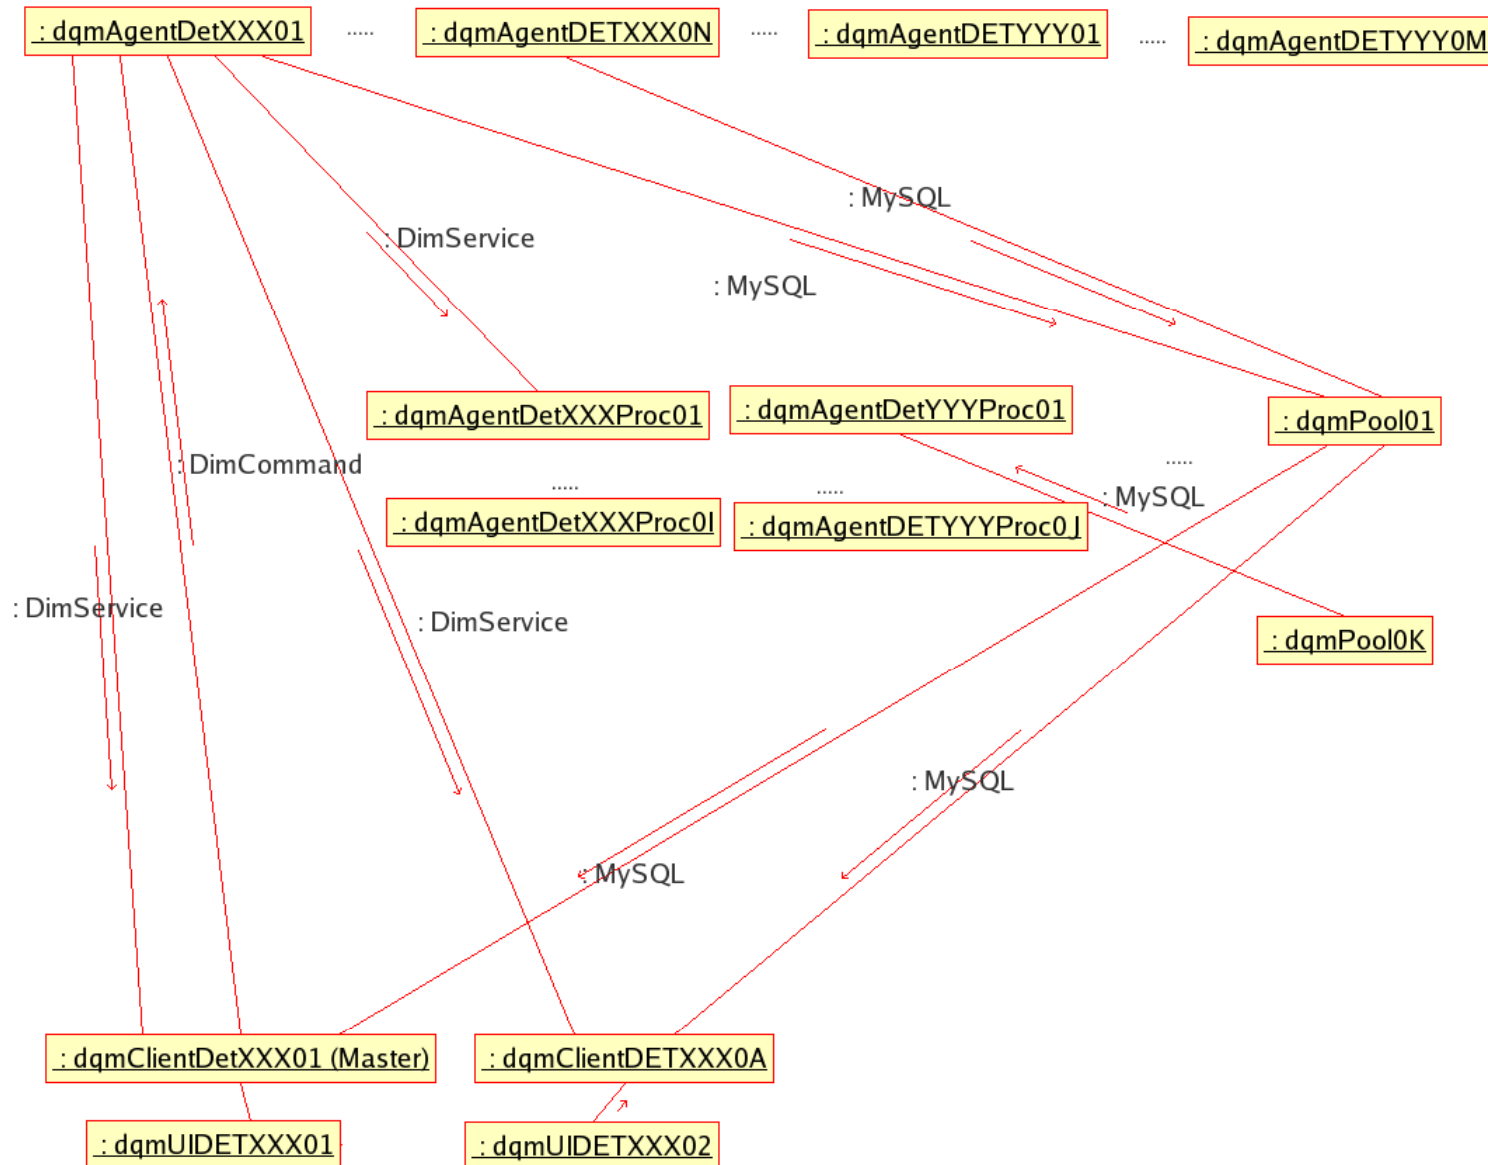 : dqmAgentDetXXX01 ..... : dqmAgentDETXXX0N ..... : dqmAgentDETYYY01 ..... : dqmAgentDETYYY0M
: MySQL
: DimService
: MySQL
: dqmAgentDetXXXProc01 : dqmAgentDetYYYProc01 : dqmPool01
: DimCommand .....
..... ..... : MySQL
: dqmAgentDetXXXProc0I : dqmAgentDETYYYProc0J
: DimService : DimService
: dqmPool0K
: MySQL
: MySQL
: dqmClientDetXXX01 (Master) : dqmClientDETXXX0A
: dqmUIDETXXX01 : dqmUIDETXXX02